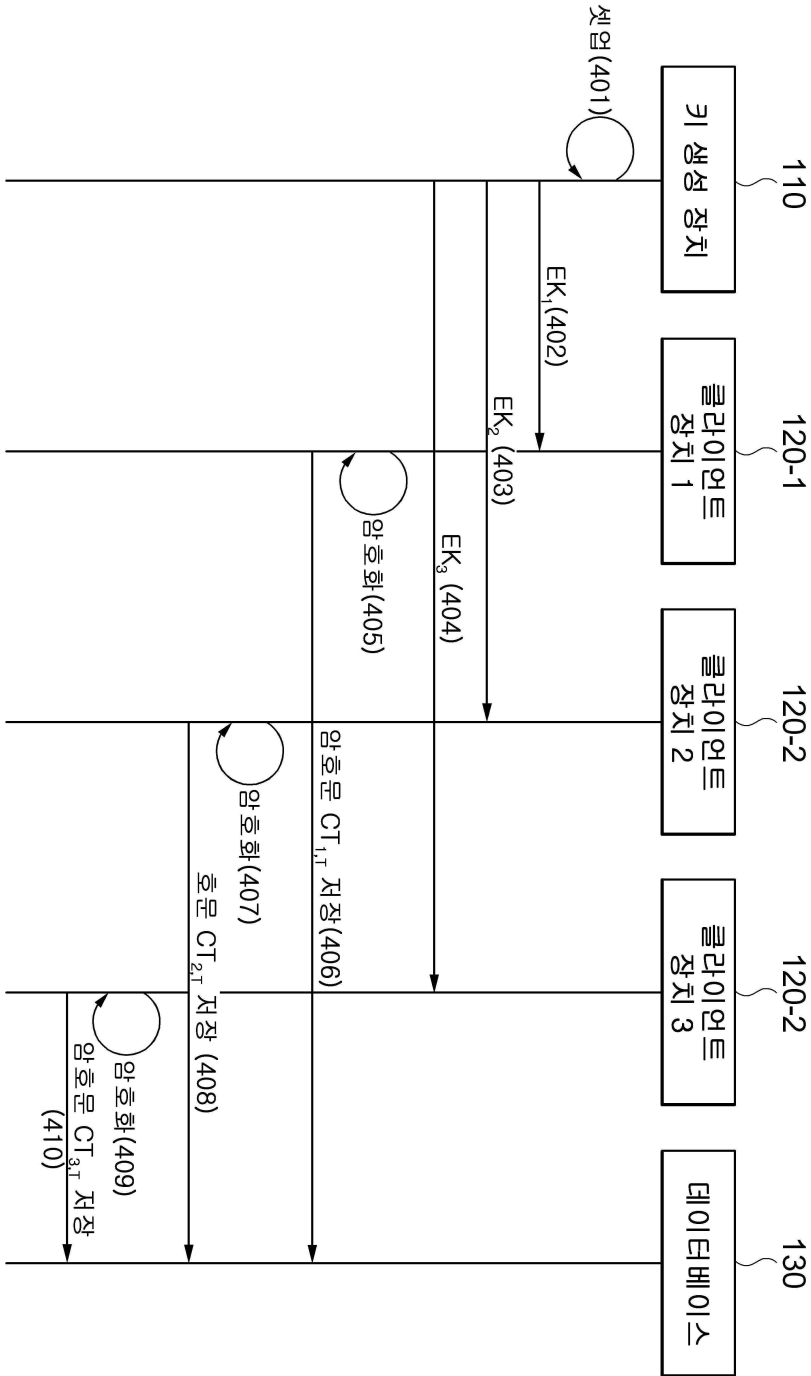 110
120-1
120-2
120-2
130
키 생성 장치
클라이언트
장치 1
클라이언트
장치 2
클라이언트
장치 3
데이터베이스
셋업(401)
EK₁(402)
EK₂ (403)
EK₃ (404)
암호화(405)
암호문 CT₁,T 저장(406)
암호화(407)
호문 CT₂,T 저장 (408)
암호화(409)
암호문 CT₃,T 저장
(410)